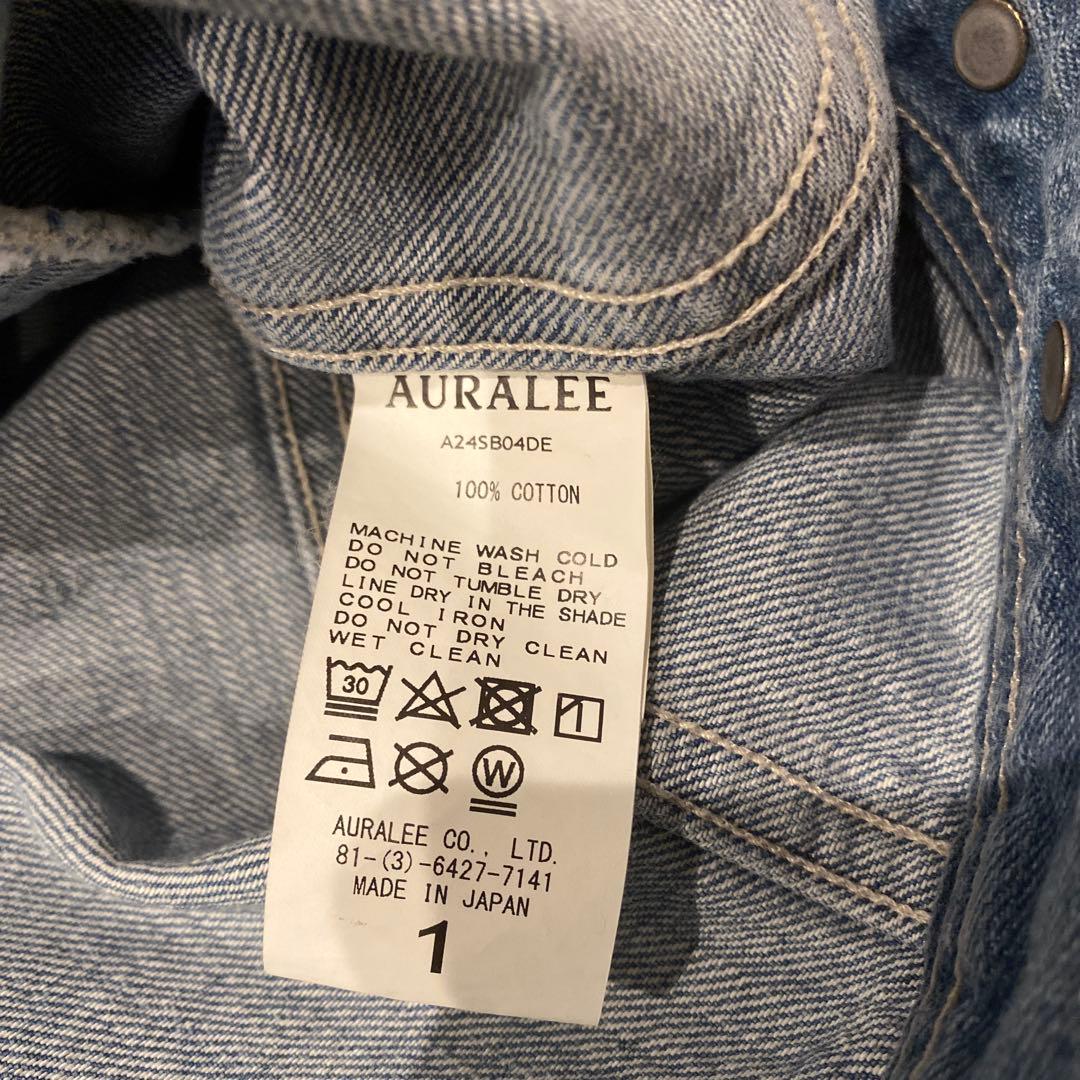 AURALEE
A24SB04DE
100% COTTON
MACHINE WASH COLD
DO NOT BLEACH
DO NOT TUMBLE DRY
LINE DRY IN THE SHADE
COOL IRON
DO NOT DRY CLEAN
WET CLEAN
30
W
AURALEE CO., LTD.
81-(3)-6427-7141
MADE IN JAPAN
1